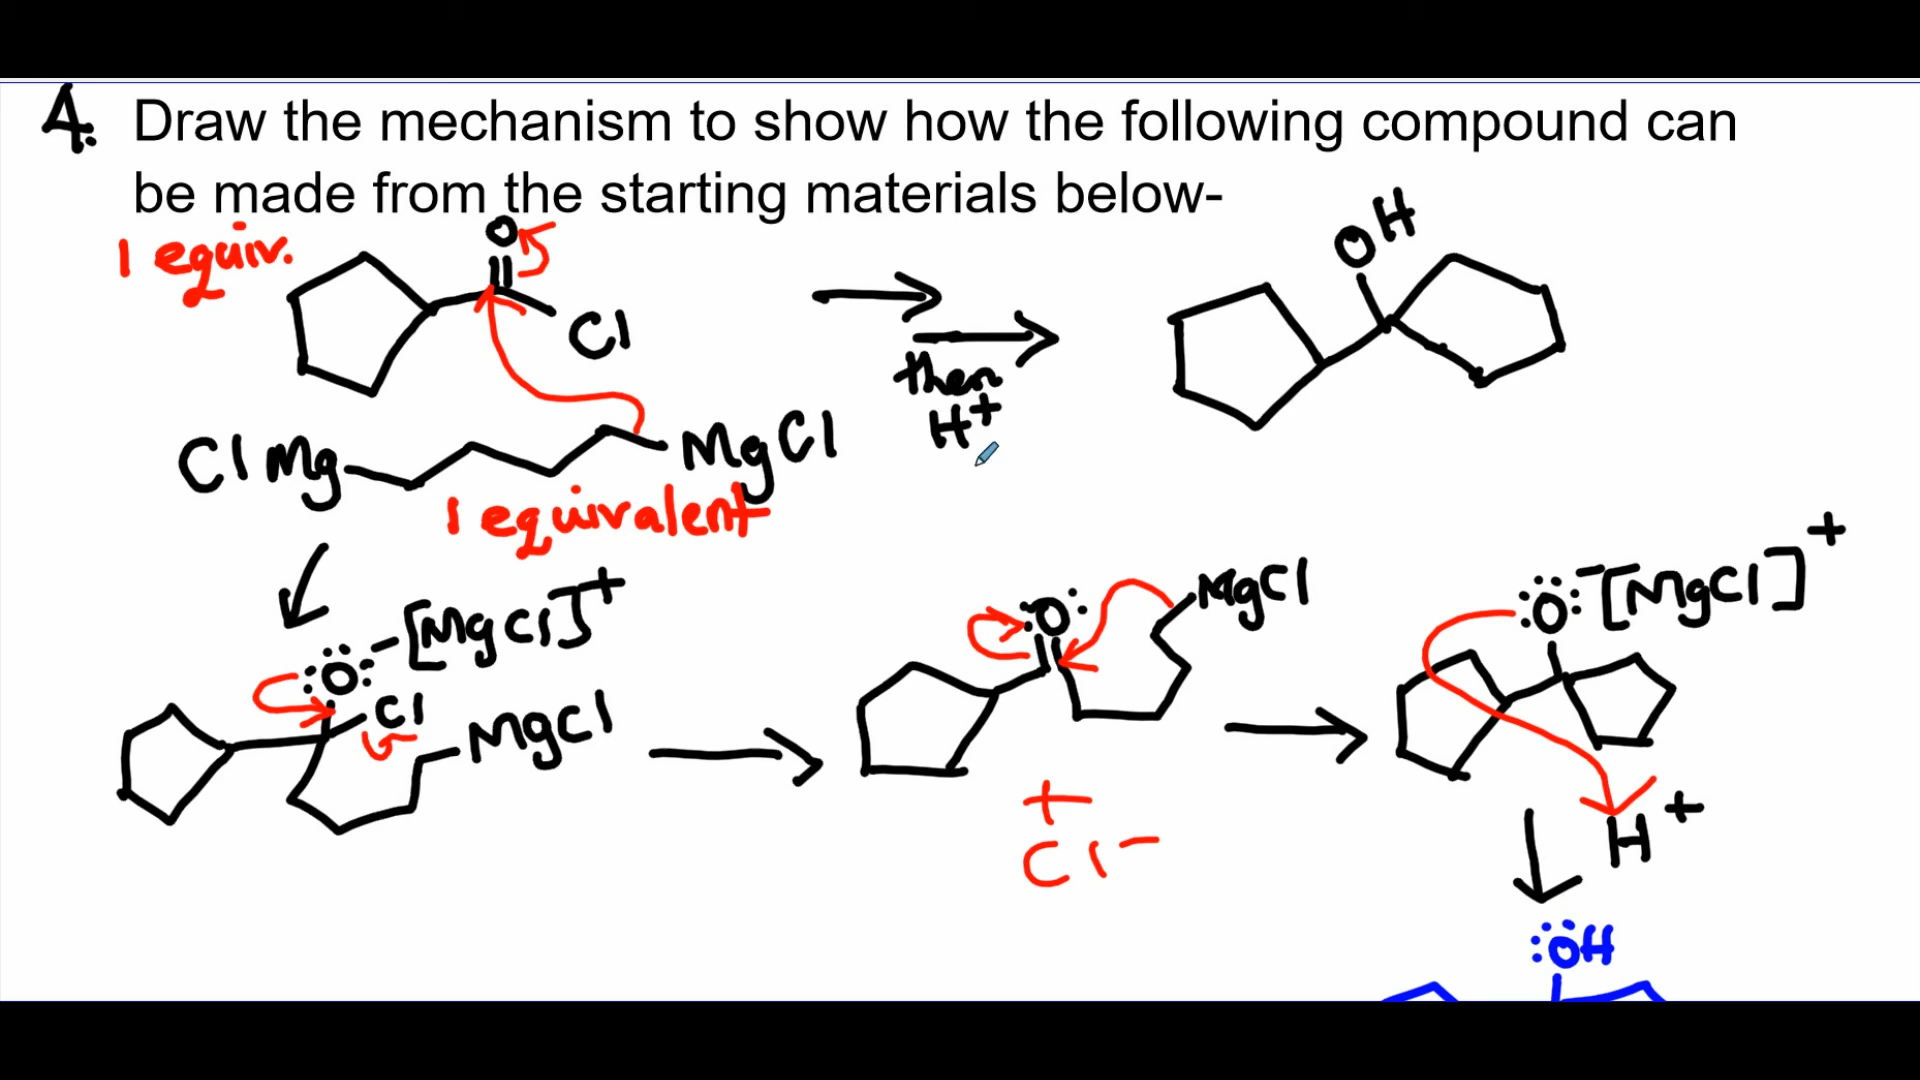 4. Draw the mechanism to show how the following compound can
be made from the starting materials below-
1 equiv.
O
Cl
OH
then
H+
ClMg
MgCl
1 equivalent
:Ö:- [MgCl]+
Cl
MgCl
:O:
MgCl
+
Cl-
:Ö:- [MgCl]+
H+
:ÖH